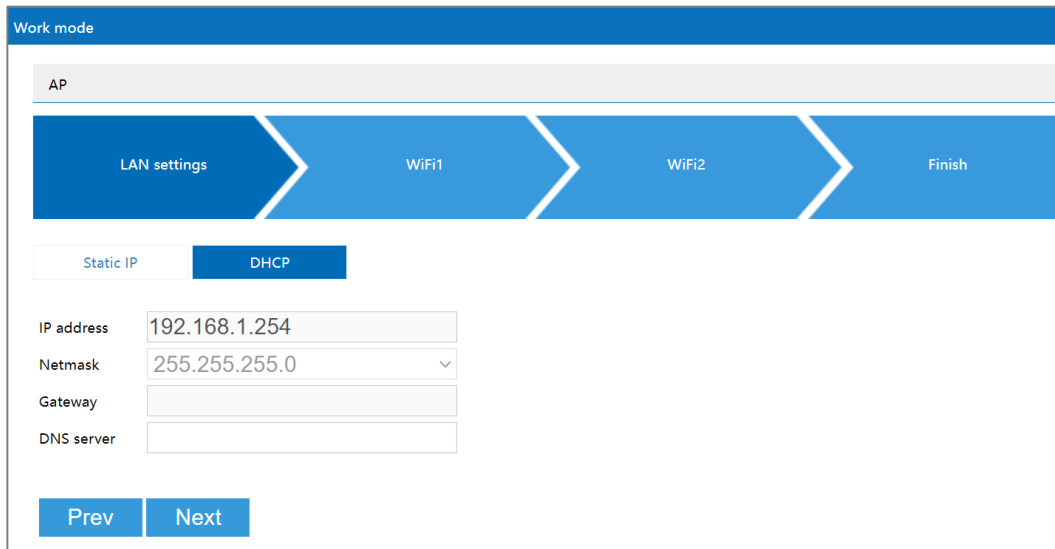 Work mode
AP
LAN settings WiFi1 WiFi2 Finish
Static IP DHCP
IP address 192.168.1.254
Netmask 255.255.255.0
Gateway
DNS server
Prev Next